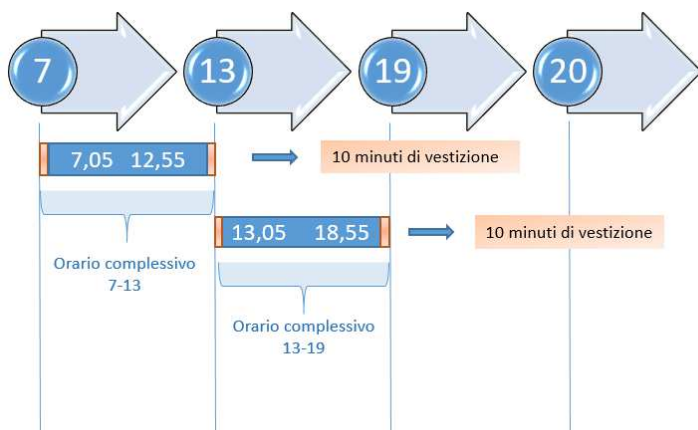 7 13 19 20
7,05 12,55
10 minuti di vestizione
13,05 18,55
10 minuti di vestizione
Orario complessivo
7-13
Orario complessivo
13-19